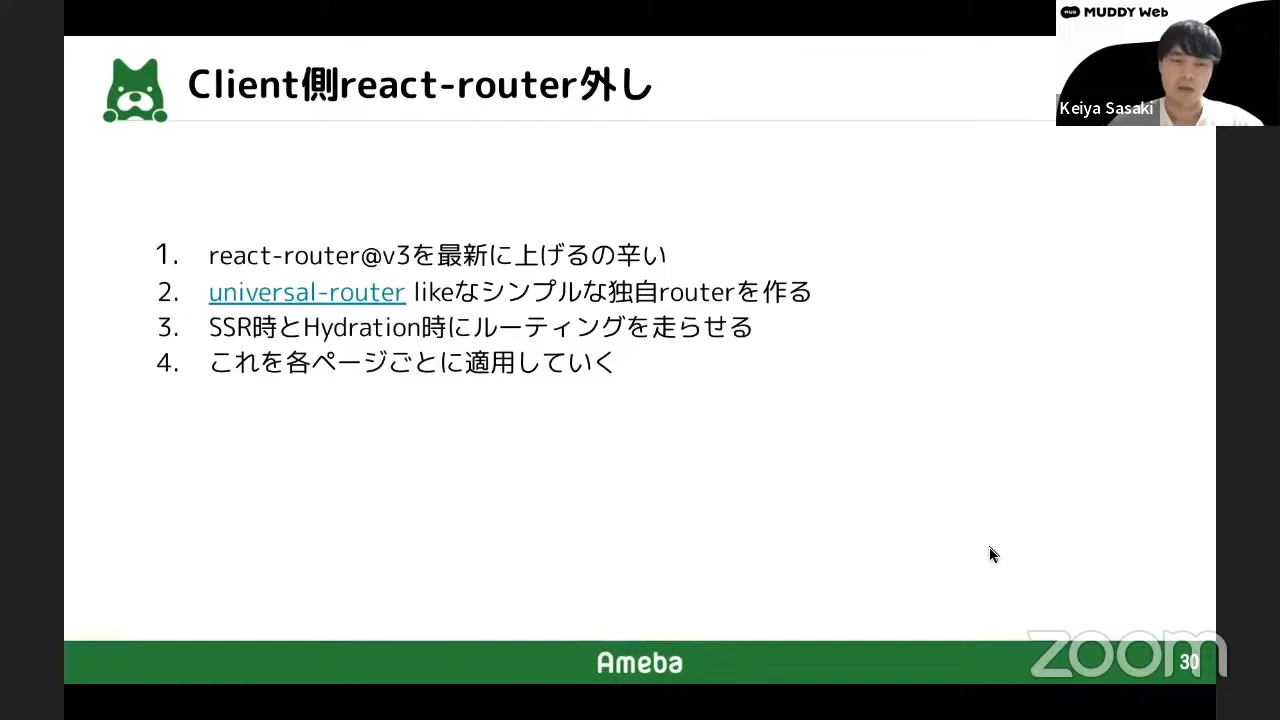 MUDDY Web
Keiya Sasaki
Client側react-router外し
1. react-router@v3を最新に上げるの辛い
2. universal-router likeなシンプルな独自routerを作る
3. SSR時とHydration時にルーティングを走らせる
4. これを各ページごとに適用していく
Ameba
zoom
30